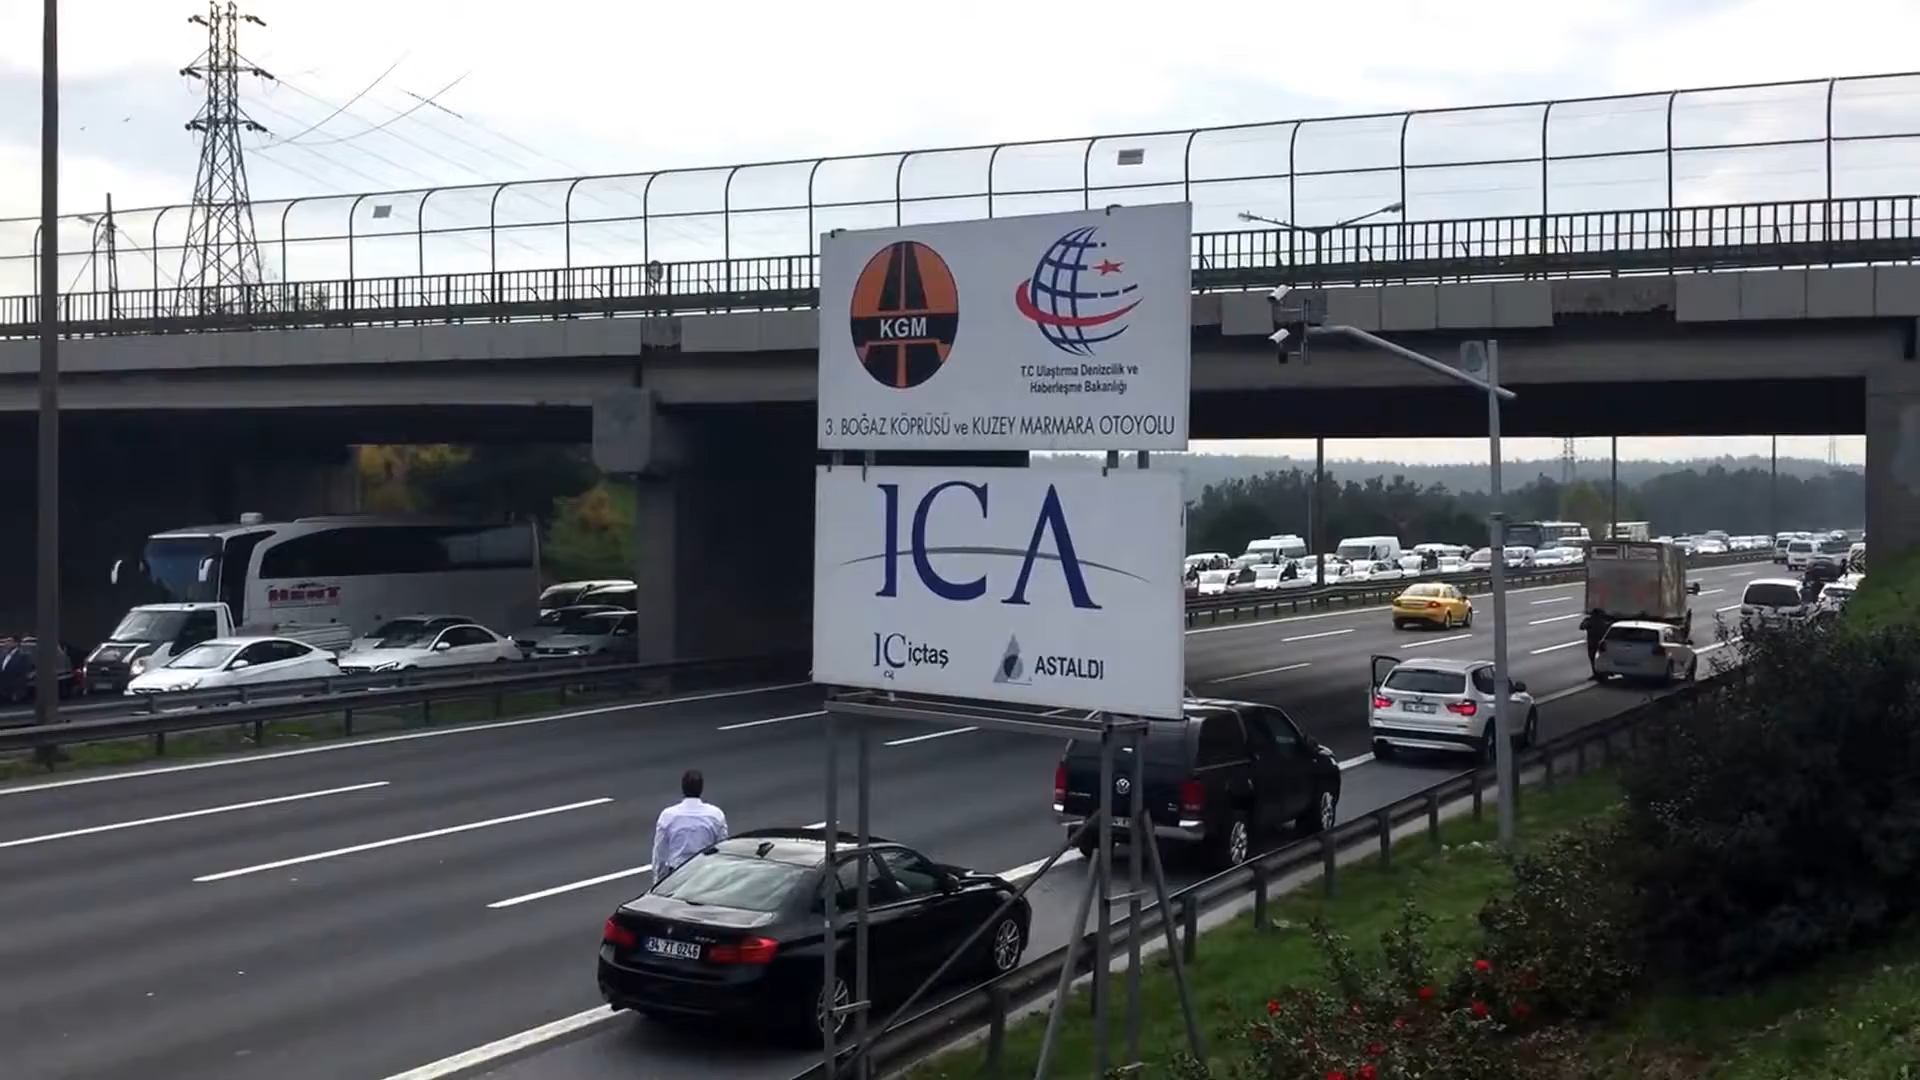 KGM
T.C Ulaştırma Denizcilik ve
Haberleşme Bakanlığı
3. BOĞAZ KÖPRÜSÜ ve KUZEY MARMARA OTOYOLU
ICA
IC içtaş
ASTALDI
34 ZT 0246